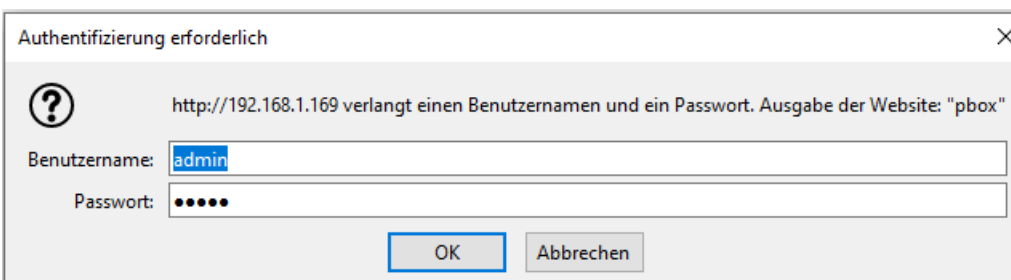 Authentifizierung erforderlich
http://192.168.1.169 verlangt einen Benutzernamen und ein Passwort. Ausgabe der Website: "pbox"
Benutzername: admin
Passwort: •••••
OK Abbrechen